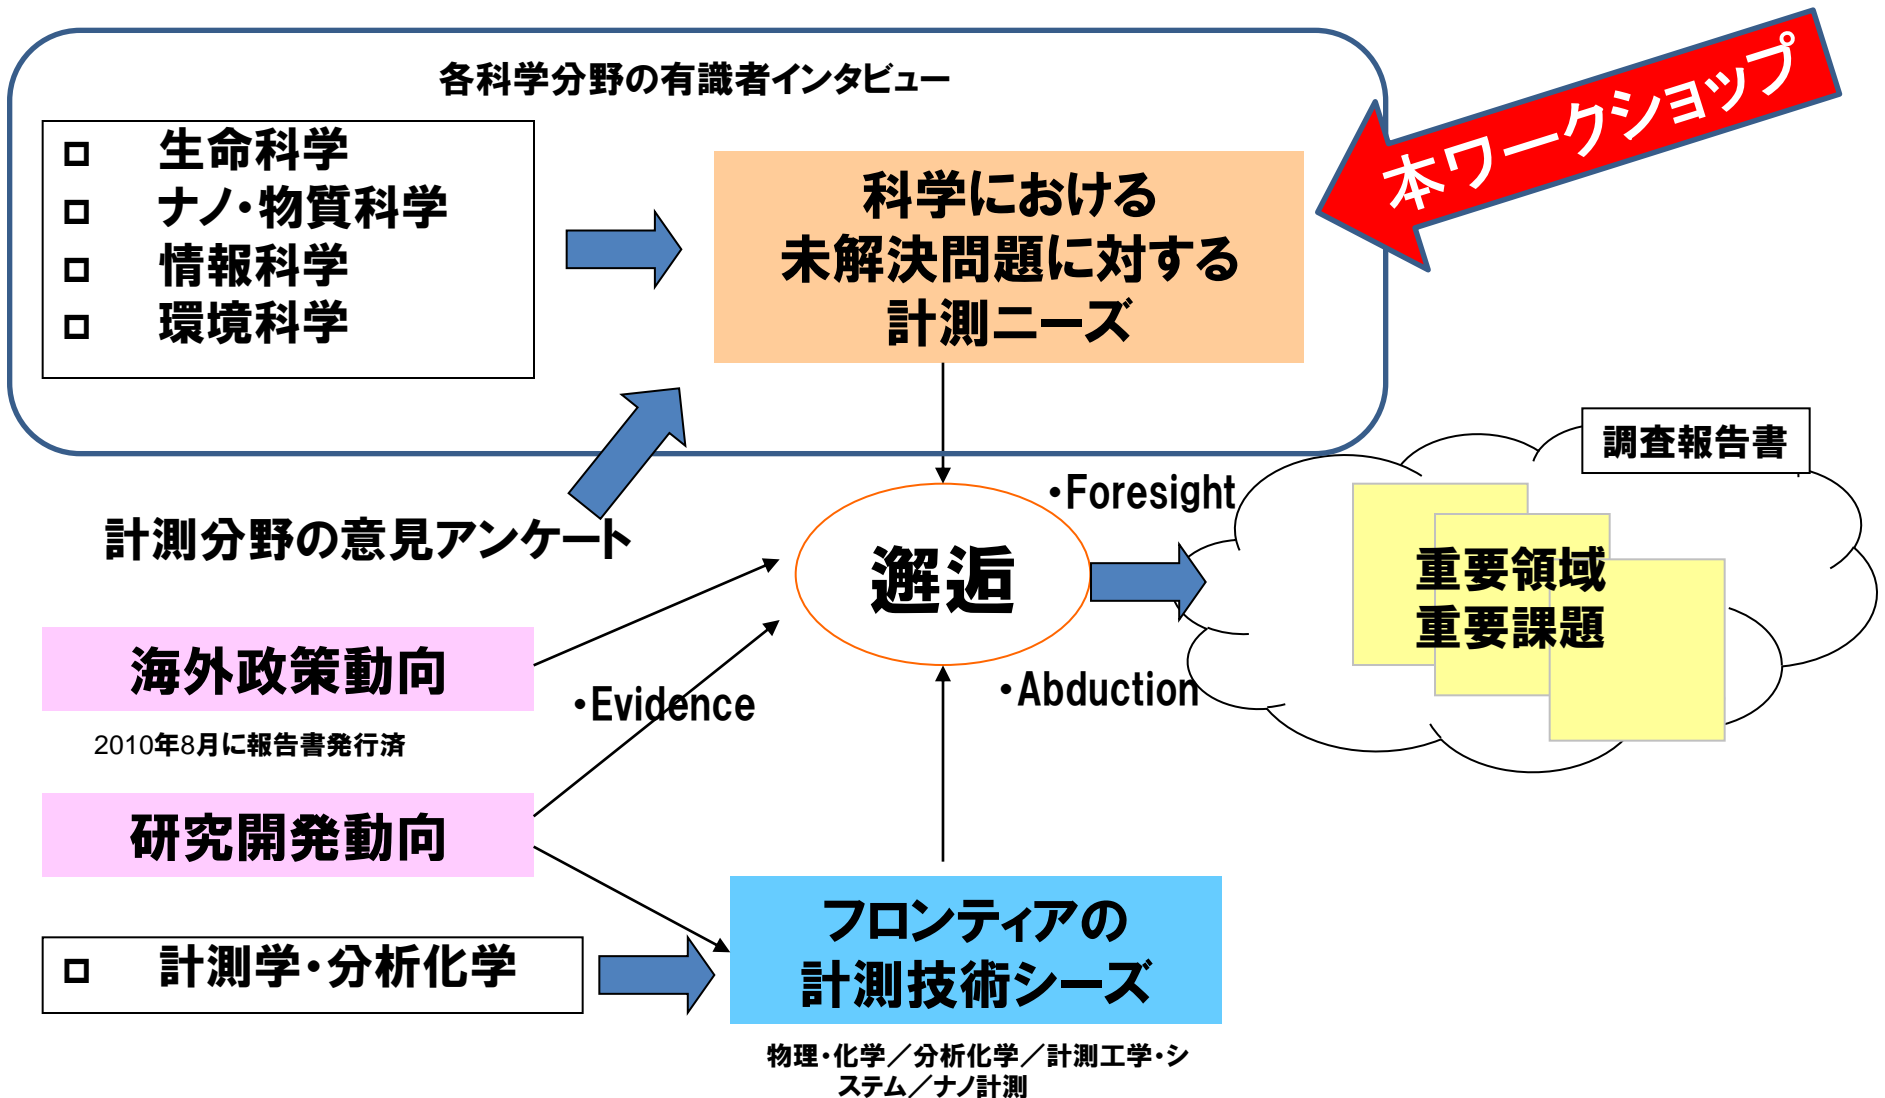 各科学分野の有識者インタビュー
本ワークショップ
□ 生命科学
□ ナノ・物質科学
□ 情報科学
□ 環境科学
科学における
未解決問題に対する
計測ニーズ
調査報告書
・Foresight
計測分野の意見アンケート
邂逅
重要領域
重要課題
海外政策動向
・Evidence
・Abduction
2010年8月に報告書発行済
研究開発動向
フロンティアの
計測技術シーズ
□ 計測学・分析化学
物理・化学／分析化学／計測工学・シ
ステム／ナノ計測